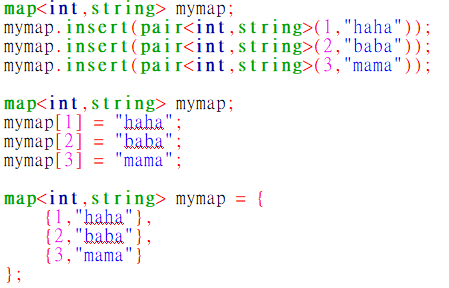 map<int,string> mymap;
mymap.insert(pair<int,string>(1,"haha"));
mymap.insert(pair<int,string>(2,"baba"));
mymap.insert(pair<int,string>(3,"mama"));
map<int,string> mymap;
mymap[1] = "haha";
mymap[2] = "baba";
mymap[3] = "mama";
map<int,string> mymap = {
{1,"haha"},
{2,"baba"},
{3,"mama"}
};